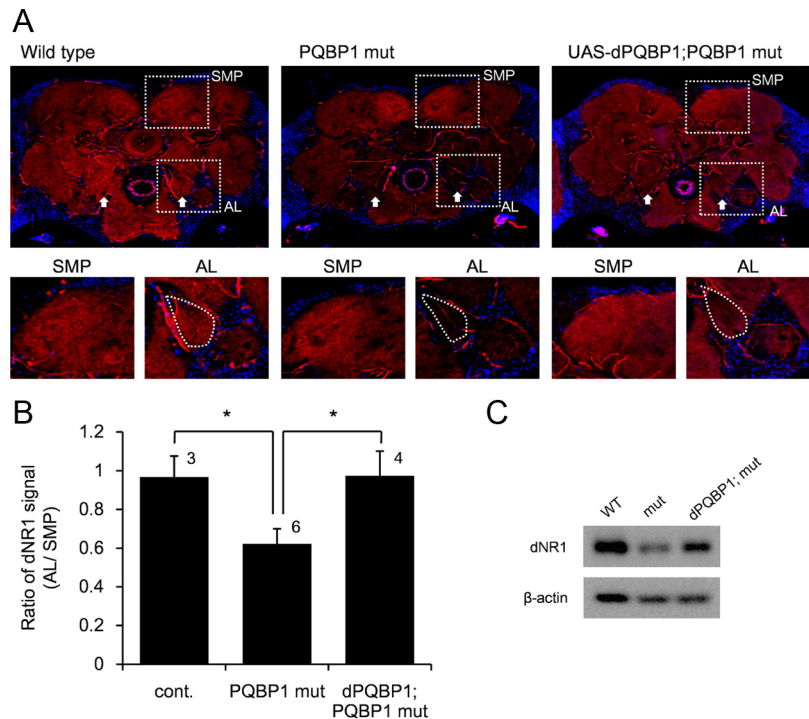 A
Wild type
PQBP1 mut
UAS-dPQBP1;PQBP1 mut
SMP
AL
SMP
AL
SMP
AL
SMP
AL
SMP
AL
SMP
AL
B
Ratio of dNR1 signal
(AL/ SMP)
1.2
1
0.8
0.6
0.4
0.2
0
*
*
3
6
4
cont.
PQBP1 mut
dPQBP1;
PQBP1 mut
C
WT
mut
dPQBP1; mut
dNR1
β-actin